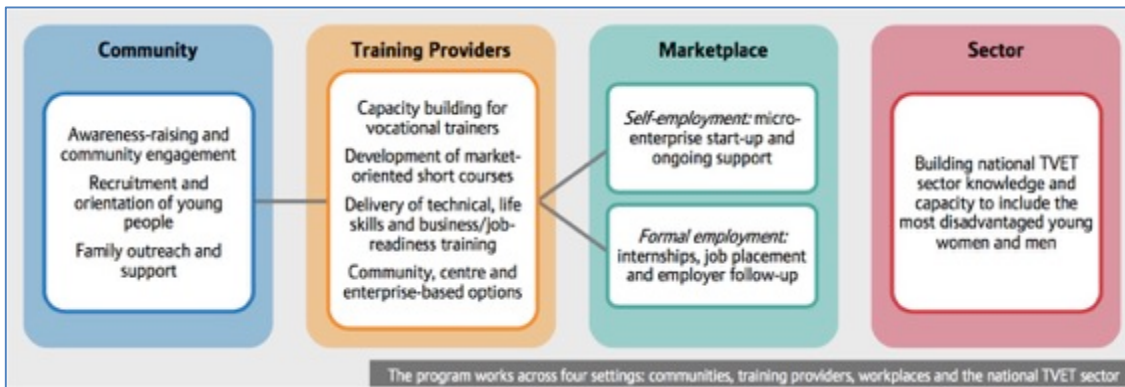 Community
Awareness-raising and
community engagement
Recruitment and
orientation of young
people
Family outreach and
support
Training Providers
Capacity building for
vocational trainers
Development of market-
oriented short courses
Delivery of technical, life
skills and business/job-
readiness training
Community, centre and
enterprise-based options
Marketplace
Self-employment: micro-
enterprise start-up and
ongoing support
Formal employment:
internships, job placement
and employer follow-up
Sector
Building national TVET
sector knowledge and
capacity to include the
most disadvantaged young
women and men
The program works across four settings: communities, training providers, workplaces and the national TVET sector